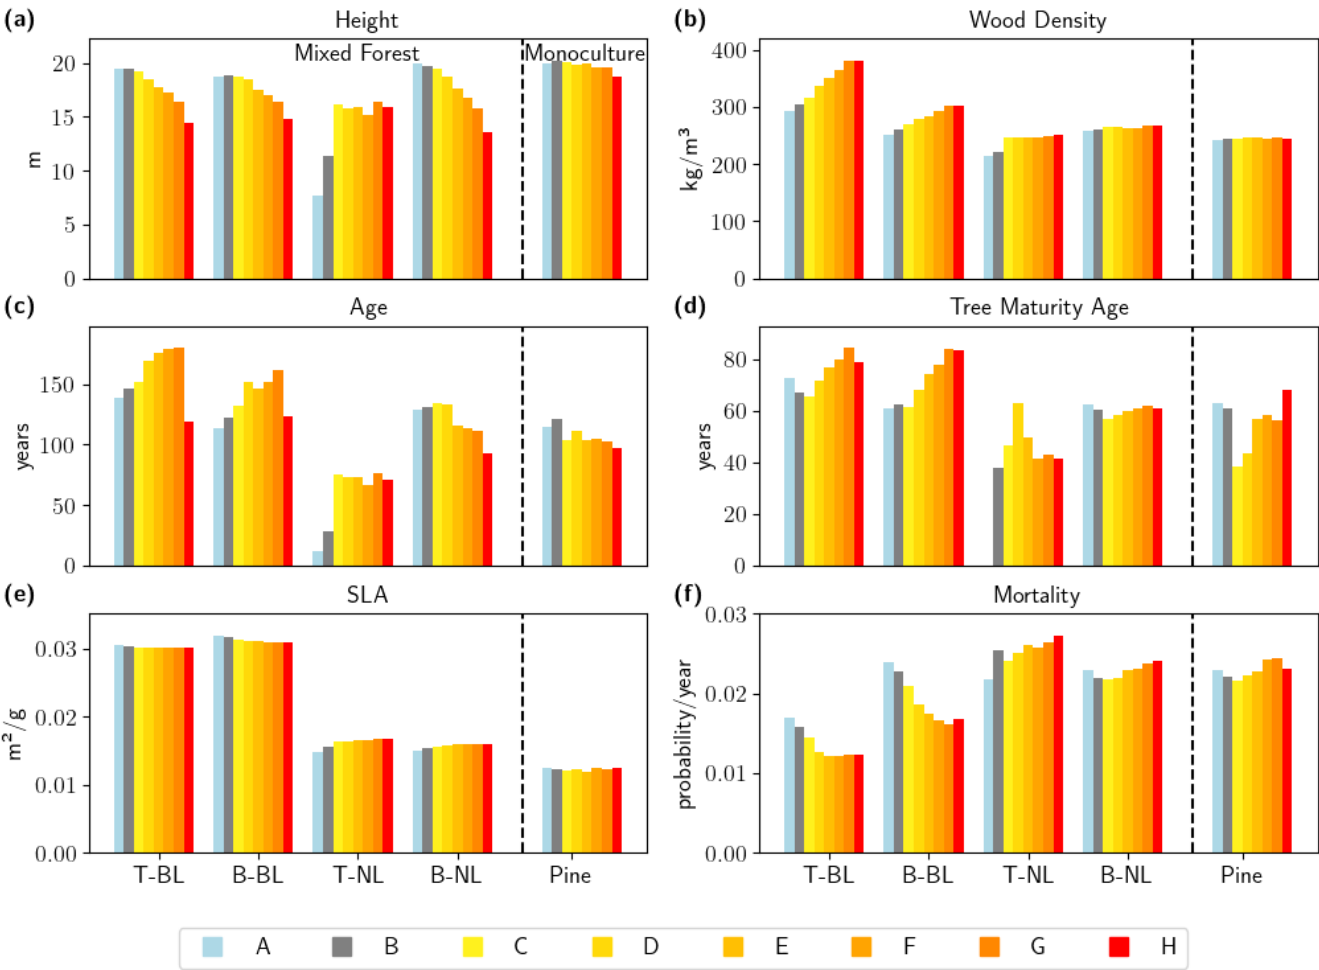 (a) Height
Mixed Forest Monoculture
20
15
10
5
0
m
(b) Wood Density
400
300
200
100
0
kg/m³
(c) Age
150
100
50
0
years
(d) Tree Maturity Age
80
60
40
20
0
years
(e) SLA
0.03
0.02
0.01
0.00
m²/g
T-BL B-BL T-NL B-NL Pine
(f) Mortality
0.03
0.02
0.01
0.00
probability/year
T-BL B-BL T-NL B-NL Pine
A B C D E F G H